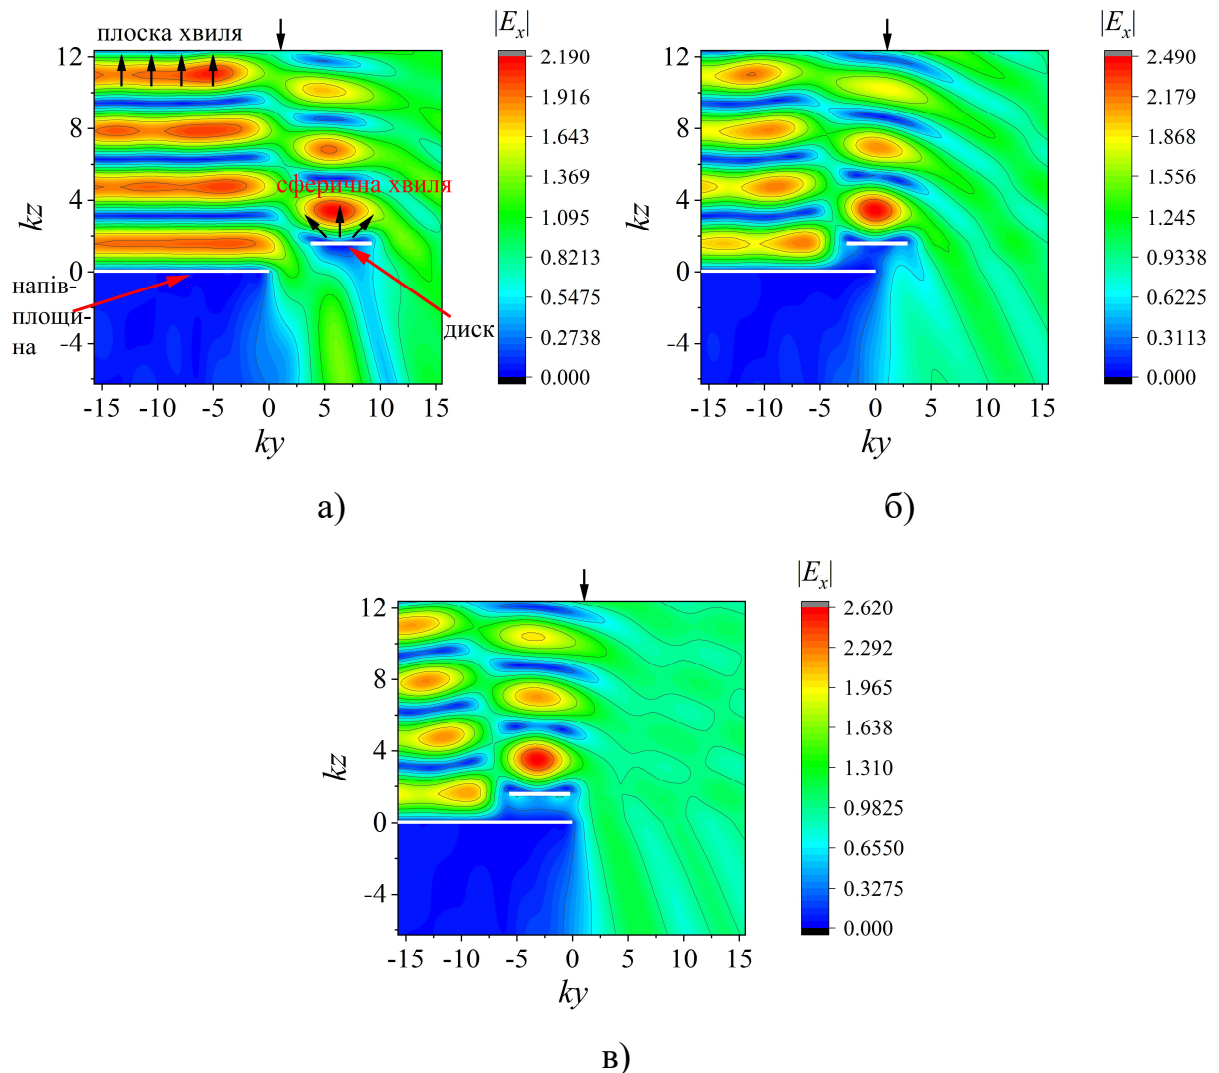 плоска хвиля
|E_x|
12
8
4
0
-4
kz
-15 -10 -5 0 5 10 15
ky
сферична хвиля
напів-
площи-
на
диск
2.190
1.916
1.643
1.369
1.095
0.8213
0.5475
0.2738
0.000
а)
|E_x|
12
8
4
0
-4
kz
-15 -10 -5 0 5 10 15
ky
2.490
2.179
1.868
1.556
1.245
0.9338
0.6225
0.3113
0.000
б)
|E_x|
12
8
4
0
-4
kz
-15 -10 -5 0 5 10 15
ky
2.620
2.292
1.965
1.638
1.310
0.9825
0.6550
0.3275
0.000
в)